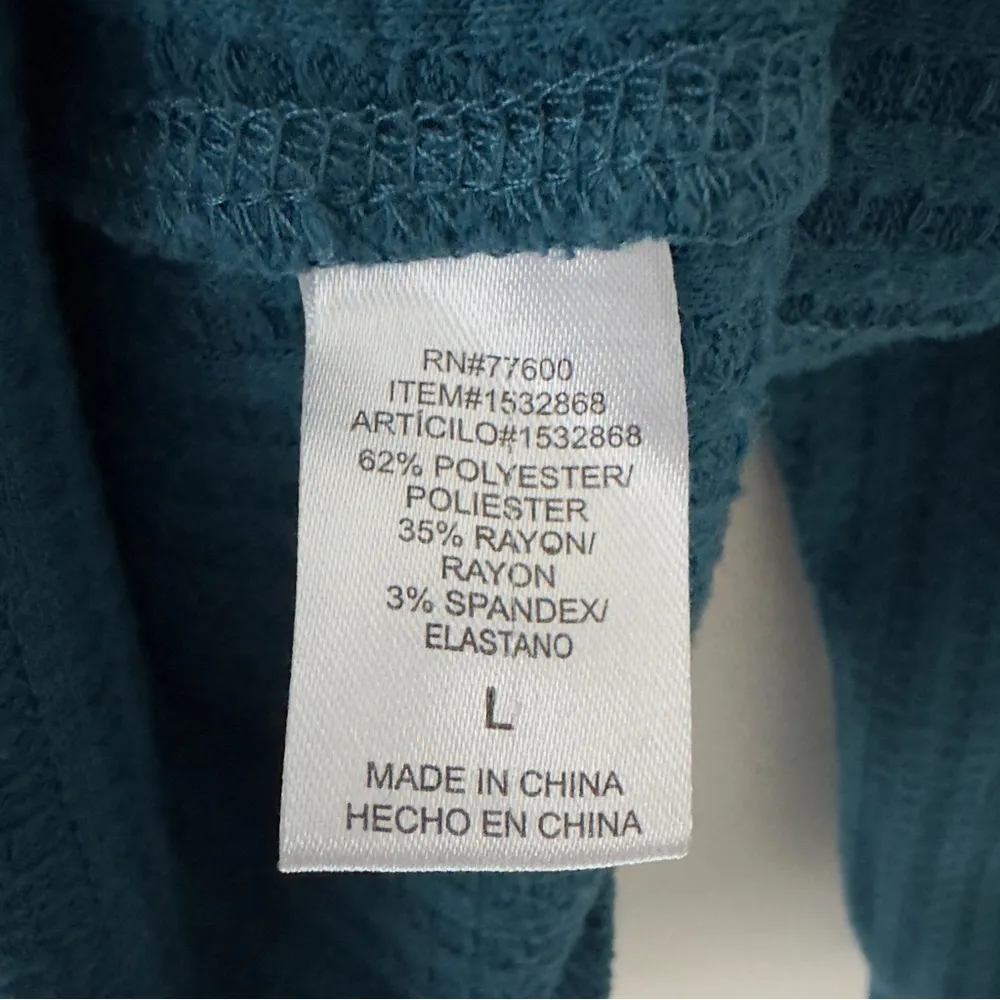 RN#77600
ITEM#1532868
ARTÍCILO#1532868
62% POLYESTER/
POLIESTER
35% RAYON/
RAYON
3% SPANDEX/
ELASTANO
L
MADE IN CHINA
HECHO EN CHINA